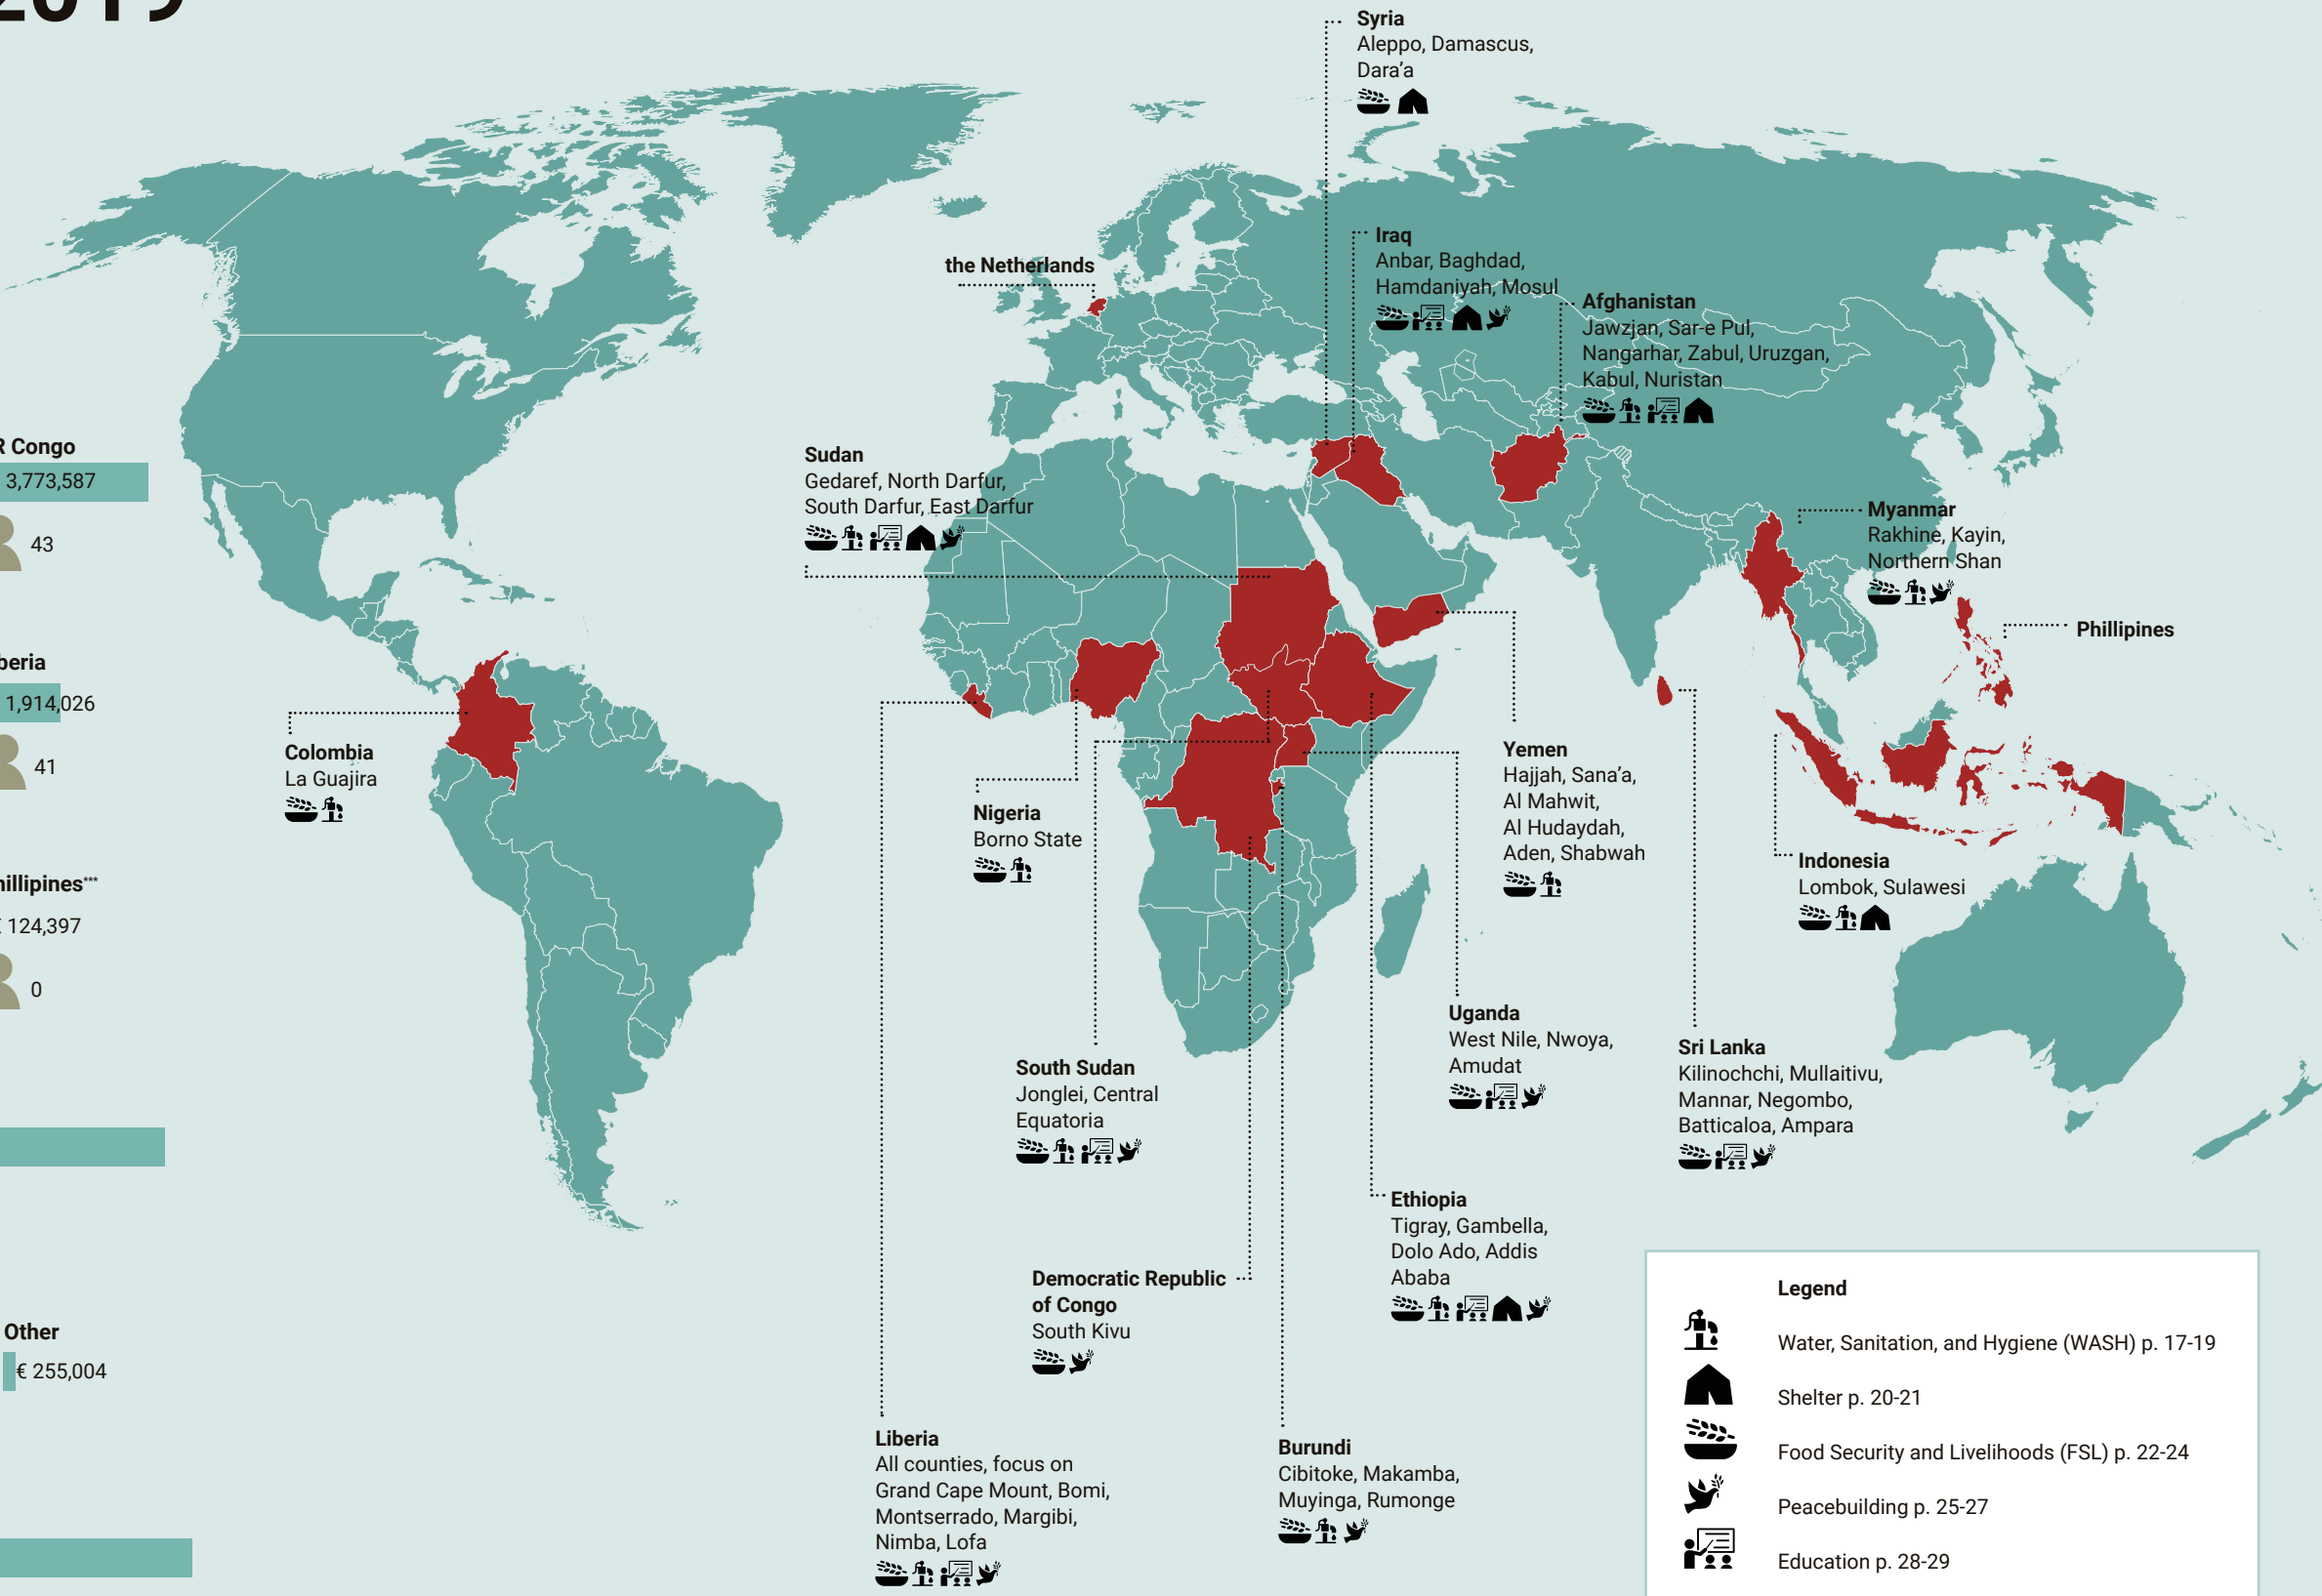 2019
Syria
Aleppo, Damascus,
Dara’a
the Netherlands
Iraq
Anbar, Baghdad,
Hamdaniyah, Mosul
Afghanistan
Jawzjan, Sar-e Pul,
Nangarhar, Zabul, Uruzgan,
Kabul, Nuristan
R Congo
3,773,587
43
Sudan
Gedaref, North Darfur,
South Darfur, East Darfur
Myanmar
Rakhine, Kayin,
Northern Shan
Phillipines
beria
1,914,026
41
Colombia
La Guajira
Nigeria
Borno State
Yemen
Hajjah, Sana’a,
Al Mahwit,
Al Hudaydah,
Aden, Shabwah
Indonesia
Lombok, Sulawesi
hillipines***
€ 124,397
0
South Sudan
Jonglei, Central
Equatoria
Uganda
West Nile, Nwoya,
Amudat
Sri Lanka
Kilinochchi, Mullaitivu,
Mannar, Negombo,
Batticaloa, Ampara
Ethiopia
Tigray, Gambella,
Dolo Ado, Addis
Ababa
Democratic Republic
of Congo
South Kivu
Other
€ 255,004
Liberia
All counties, focus on
Grand Cape Mount, Bomi,
Montserrado, Margibi,
Nimba, Lofa
Burundi
Cibitoke, Makamba,
Muyinga, Rumonge
Legend
Water, Sanitation, and Hygiene (WASH) p. 17-19
Shelter p. 20-21
Food Security and Livelihoods (FSL) p. 22-24
Peacebuilding p. 25-27
Education p. 28-29